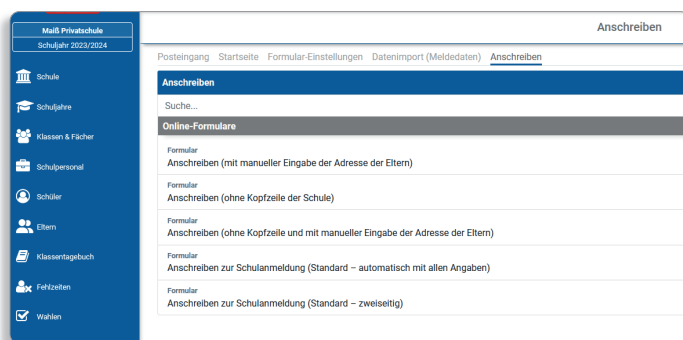 Maiß Privatschule
Schuljahr 2023/2024
Schule
Schuljahre
Klassen & Fächer
Schulpersonal
Schüler
Eltern
Klassentagebuch
Fehlzeiten
Wahlen
Anschreiben
Posteingang Startseite Formular-Einstellungen Datenimport (Meldedaten) Anschreiben
Anschreiben
Suche...
Online-Formulare
Formular
Anschreiben (mit manueller Eingabe der Adresse der Eltern)
Formular
Anschreiben (ohne Kopfzeile der Schule)
Formular
Anschreiben (ohne Kopfzeile und mit manueller Eingabe der Adresse der Eltern)
Formular
Anschreiben zur Schulanmeldung (Standard – automatisch mit allen Angaben)
Formular
Anschreiben zur Schulanmeldung (Standard – zweiseitig)